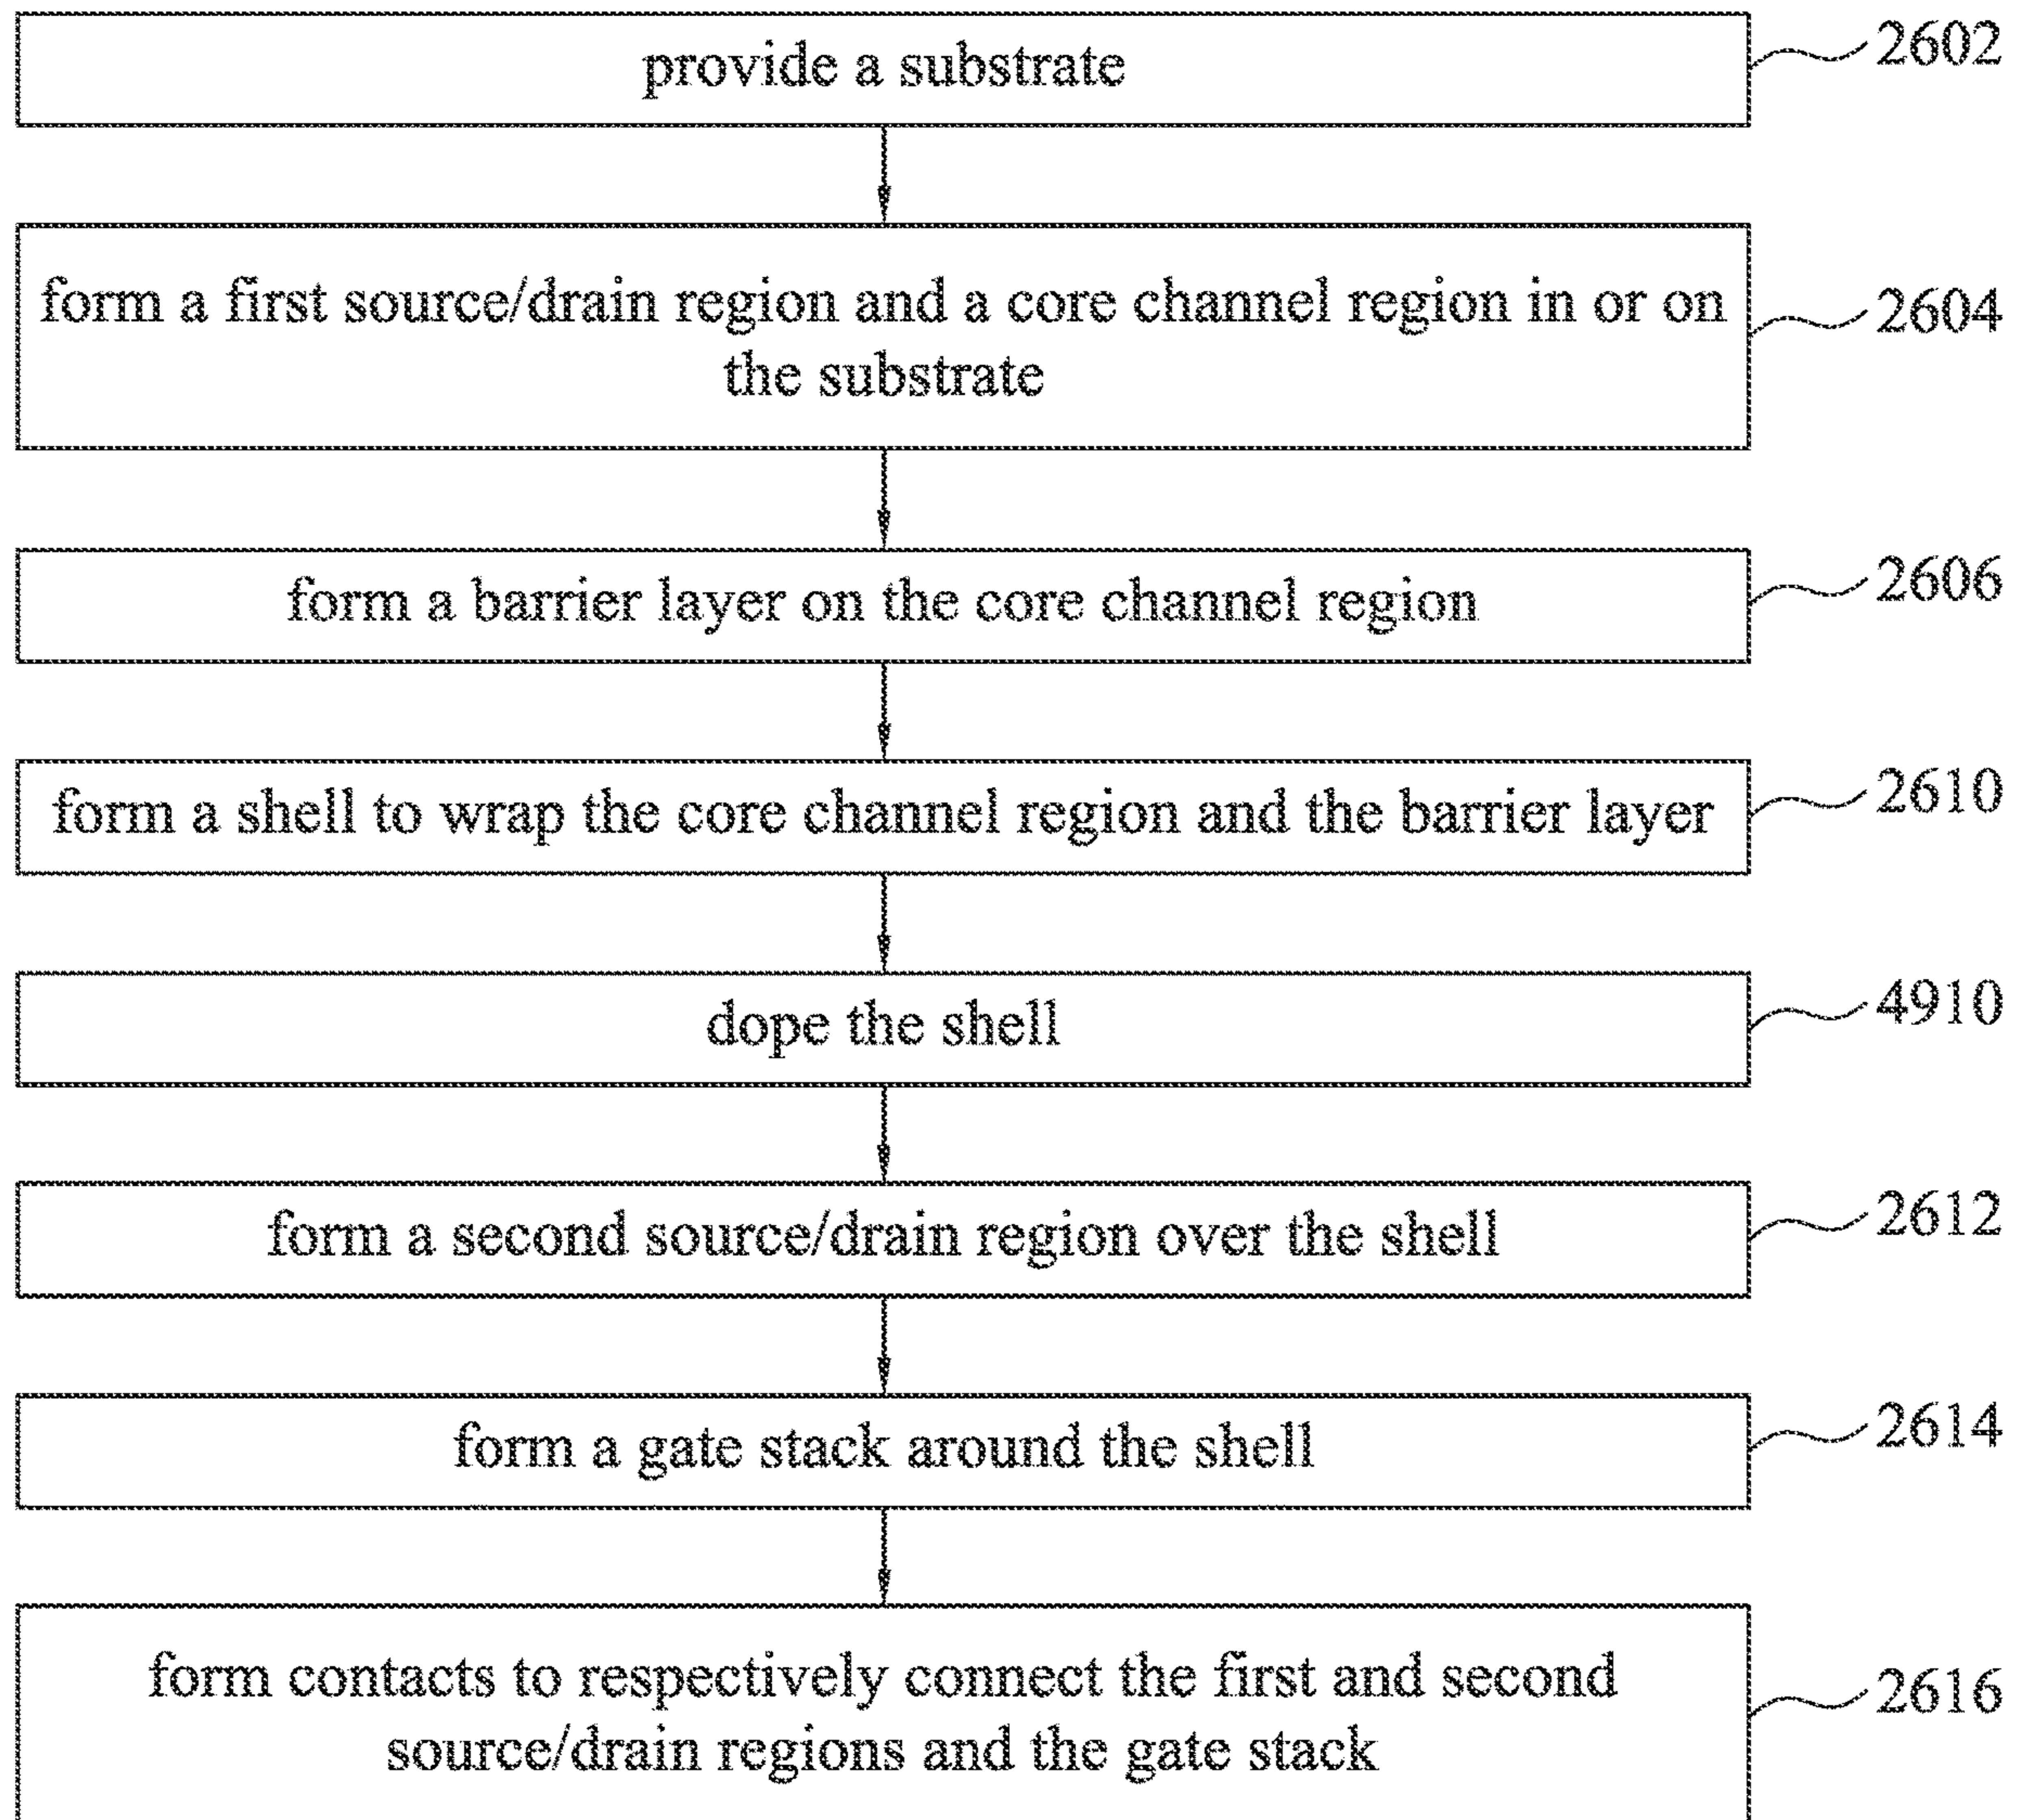 provide a substrate
2602
form a first source/drain region and a core channel region in or on
the substrate
2604
form a barrier layer on the core channel region
2606
form a shell to wrap the core channel region and the barrier layer
2610
dope the shell
4910
form a second source/drain region over the shell
2612
form a gate stack around the shell
2614
form contacts to respectively connect the first and second
source/drain regions and the gate stack
2616